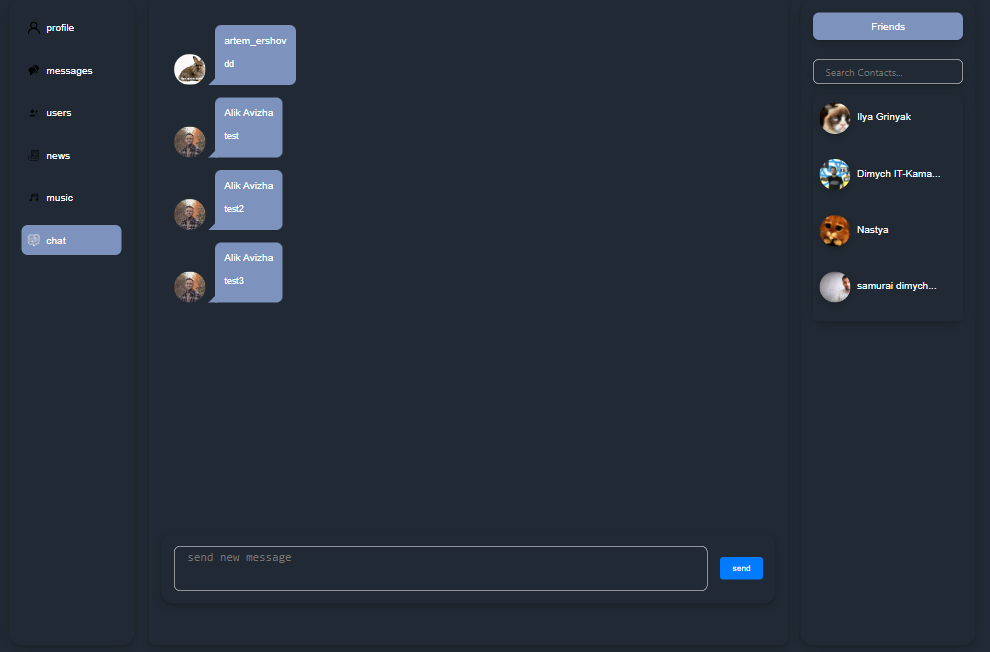 profile
messages
users
news
music
chat
artem_ershov
dd
Alik Avizha
test
Alik Avizha
test2
Alik Avizha
test3
send new message
send
Friends
Search Contacts...
Ilya Grinyak
Dimych IT-Kama...
Nastya
samurai dimych...